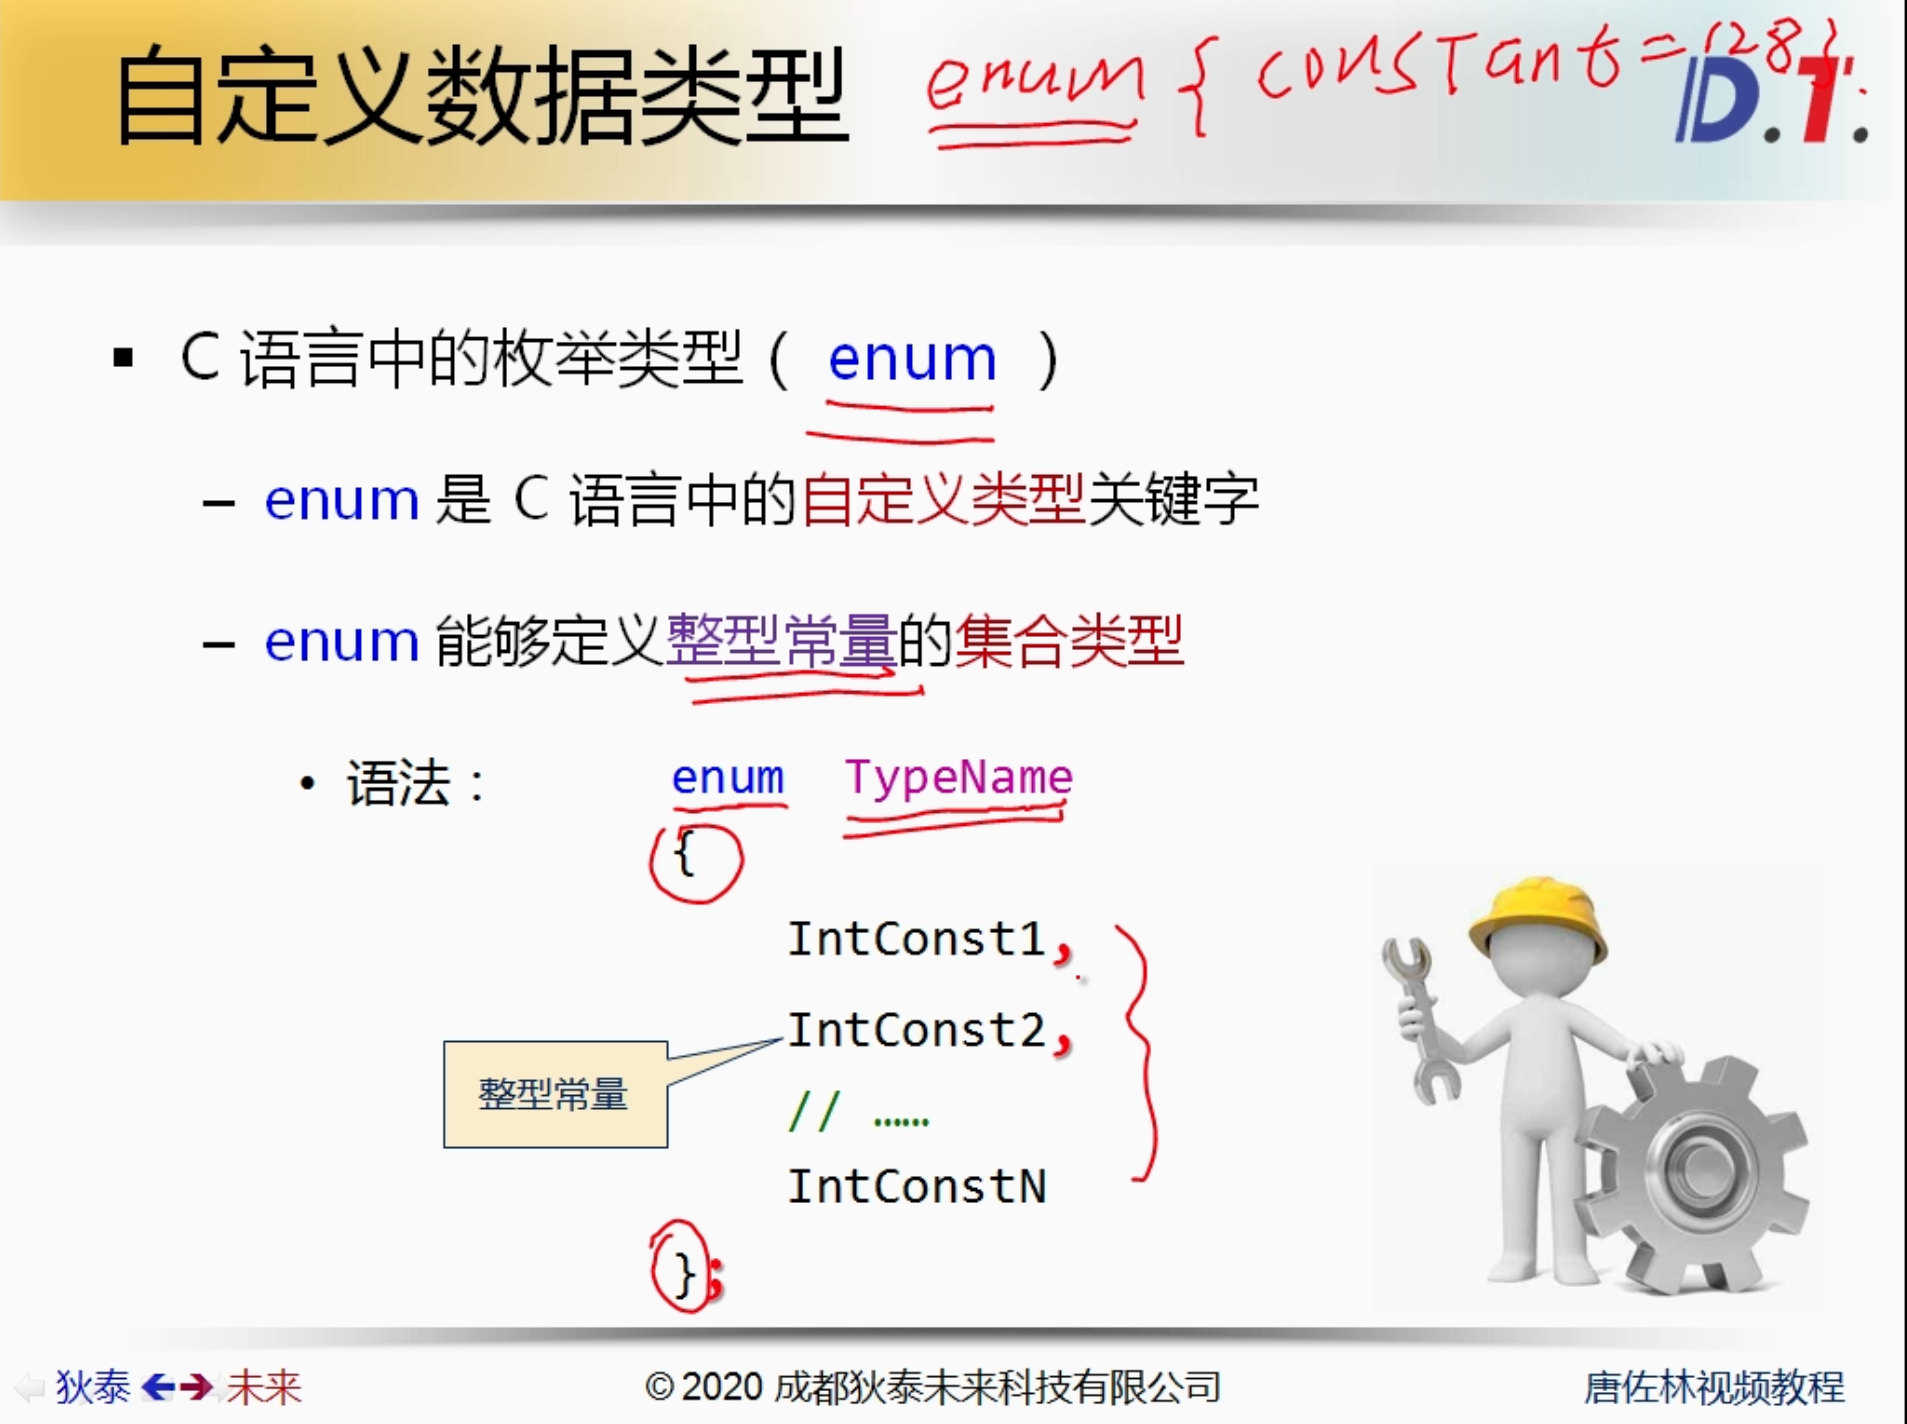 自定义数据类型 enum { constant = 128 };
D.T.
▪ C 语言中的枚举类型（ enum ）
– enum 是 C 语言中的自定义类型关键字
– enum 能够定义整型常量的集合类型
• 语法： enum TypeName
{
IntConst1,
IntConst2,
整型常量
// ……
IntConstN
};
狄泰 未来
© 2020 成都狄泰未来科技有限公司
唐佐林视频教程